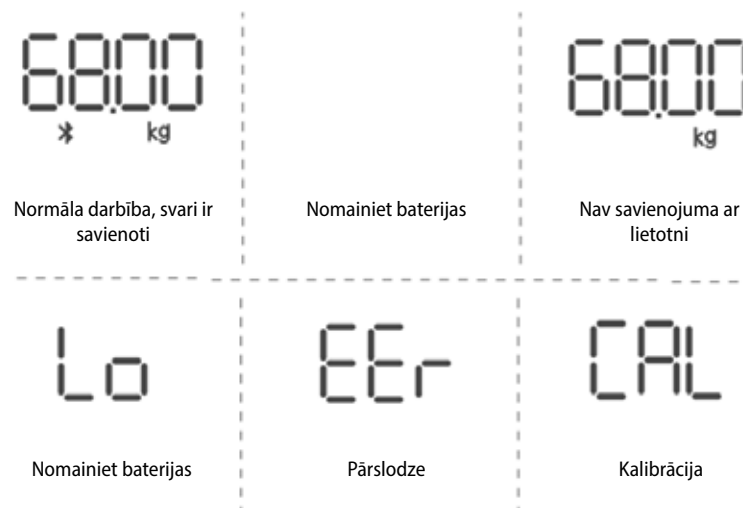 68.00
kg
Normāla darbība, svari ir
savienoti
Nomainiet baterijas
68.00
kg
Nav savienojuma ar
lietotni
Lo
Nomainiet baterijas
EEr
Pārslodze
CAL
Kalibrācija